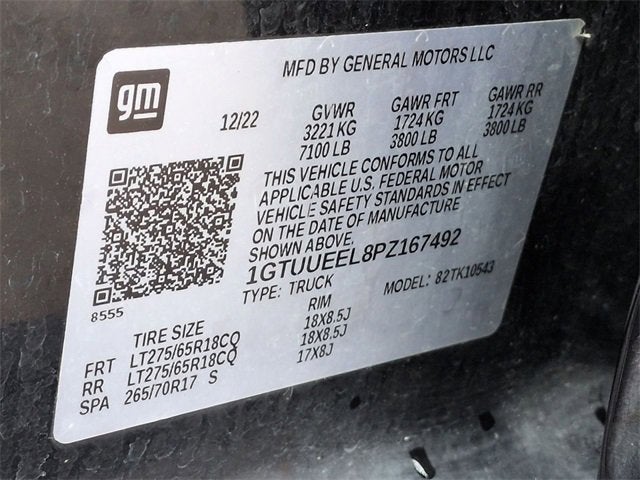 gm
MFD BY GENERAL MOTORS LLC
12/22
GVWR GAWR FRT GAWR RR
3221 KG 1724 KG 1724 KG
7100 LB 3800 LB 3800 LB
THIS VEHICLE CONFORMS TO ALL
APPLICABLE U.S. FEDERAL MOTOR
VEHICLE SAFETY STANDARDS IN EFFECT
ON THE DATE OF MANUFACTURE
SHOWN ABOVE.
1GTUUEEL8PZ167492
TYPE: TRUCK MODEL: 82TK10543
8555
TIRE SIZE RIM
FRT LT275/65R18CQ 18X8.5J
RR LT275/65R18CQ 18X8.5J
SPA 265/70R17 S 17X8J